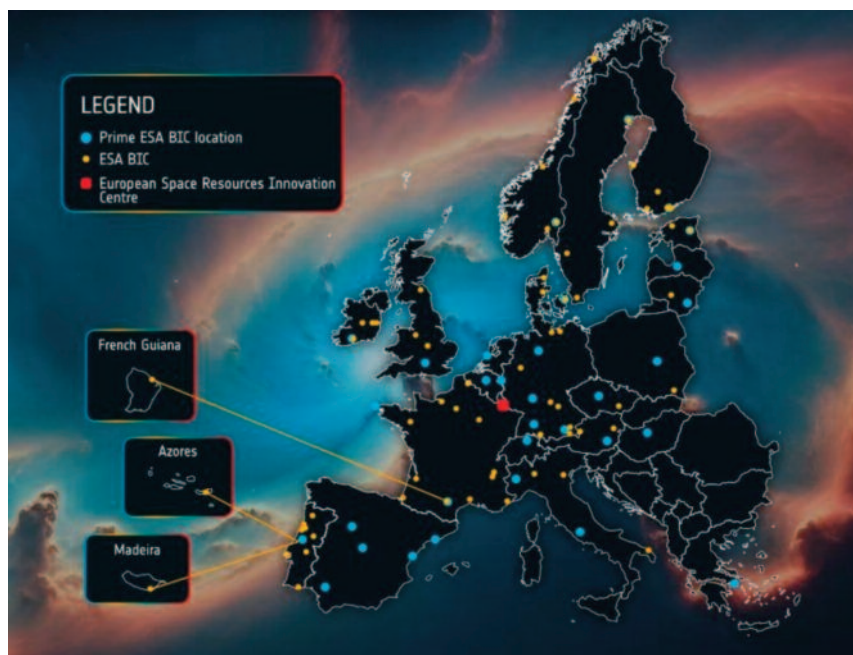 LEGEND
Prime ESA BIC location
ESA BIC
European Space Resources Innovation
Centre
French Guiana
Azores
Madeira